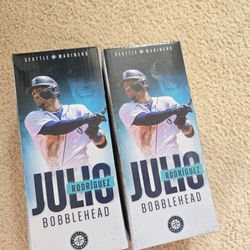 SEATTLE MARINERS
JULIO
RODRÍGUEZ
BOBBLEHEAD
SEATTLE MARINERS
JULIO
RODRÍGUEZ
BOBBLEHEAD